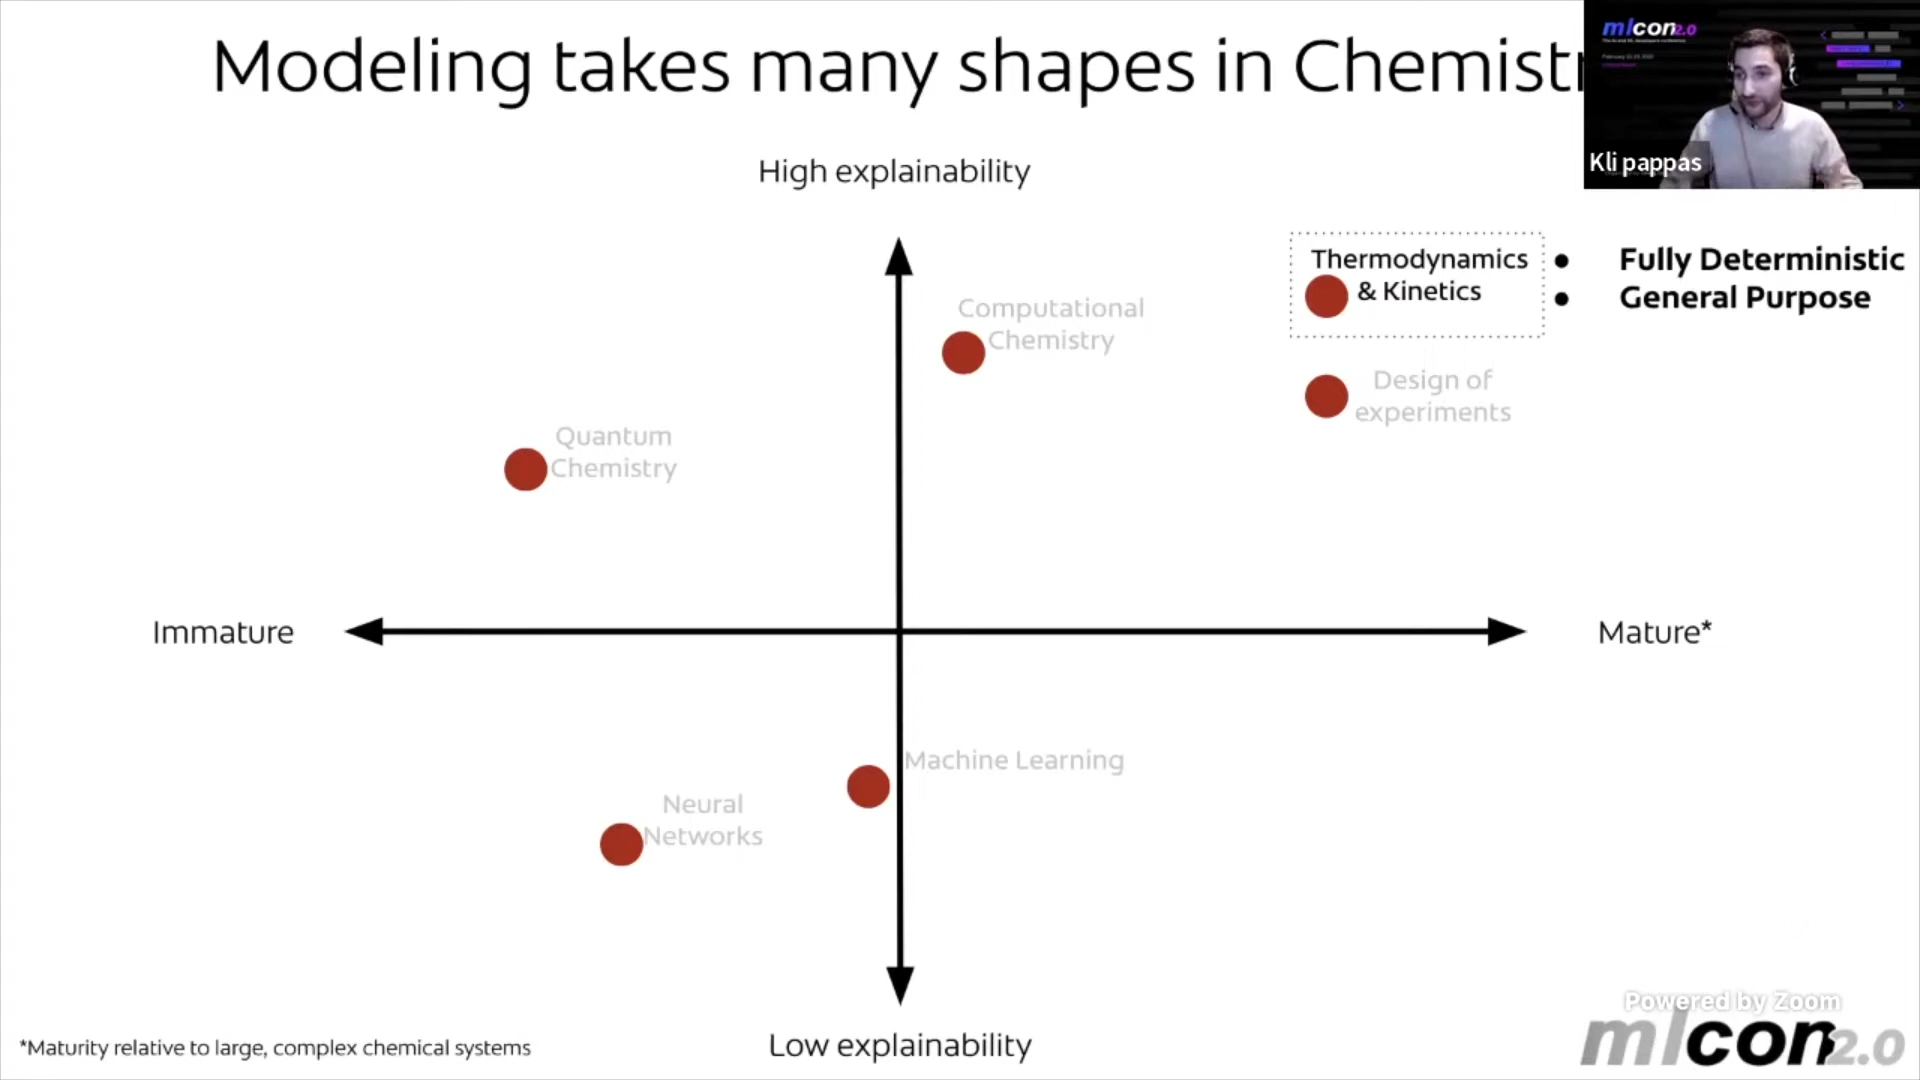 Modeling takes many shapes in Chemistr
mlcon2.0
Kli pappas
High explainability
Thermodynamics
& Kinetics
● Fully Deterministic
● General Purpose
Computational
Chemistry
Design of
experiments
Quantum
Chemistry
Immature
Mature*
Machine Learning
Neural
Networks
Low explainability
*Maturity relative to large, complex chemical systems
Powered by Zoom
mlcon2.0